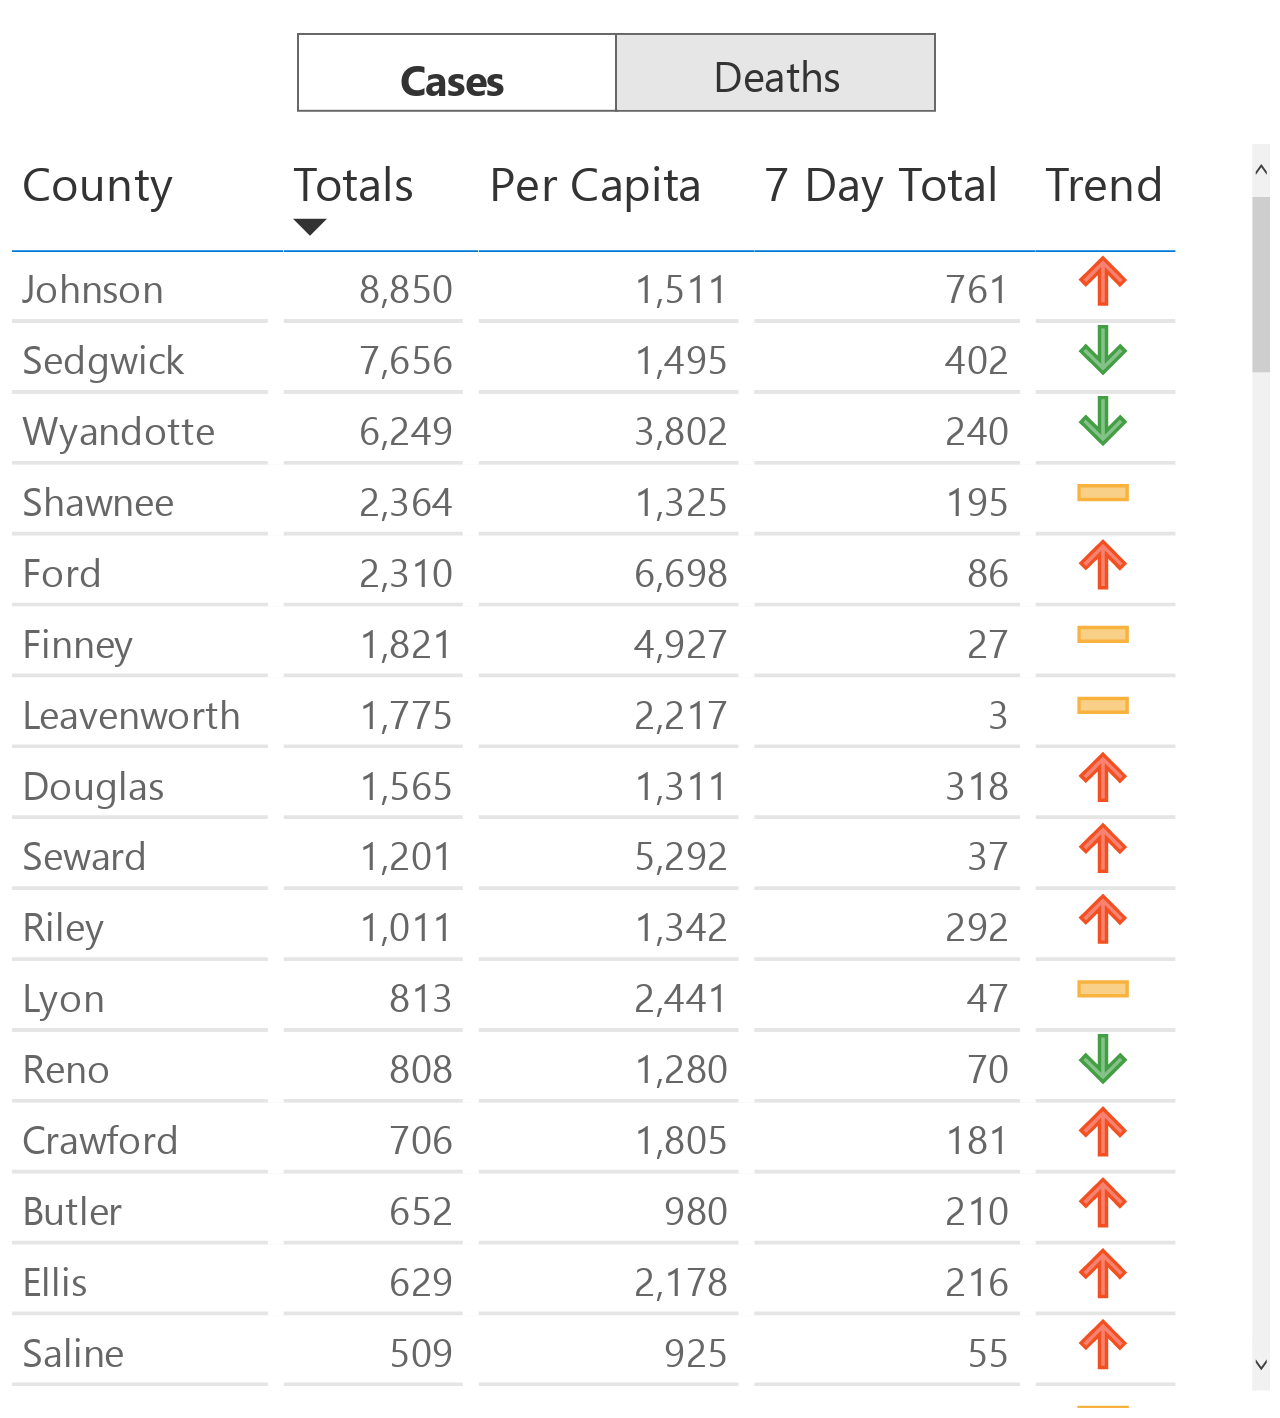 Cases Deaths
County Totals Per Capita 7 Day Total Trend
Johnson 8,850 1,511 761
Sedgwick 7,656 1,495 402
Wyandotte 6,249 3,802 240
Shawnee 2,364 1,325 195
Ford 2,310 6,698 86
Finney 1,821 4,927 27
Leavenworth 1,775 2,217 3
Douglas 1,565 1,311 318
Seward 1,201 5,292 37
Riley 1,011 1,342 292
Lyon 813 2,441 47
Reno 808 1,280 70
Crawford 706 1,805 181
Butler 652 980 210
Ellis 629 2,178 216
Saline 509 925 55